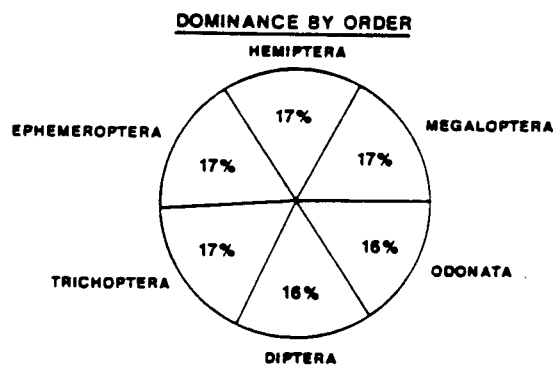 DOMINANCE BY ORDER
HEMIPTERA
EPHEMEROPTERA
MEGALOPTERA
17%
17%
17%
17%
16%
TRICHOPTERA
ODONATA
16%
DIPTERA